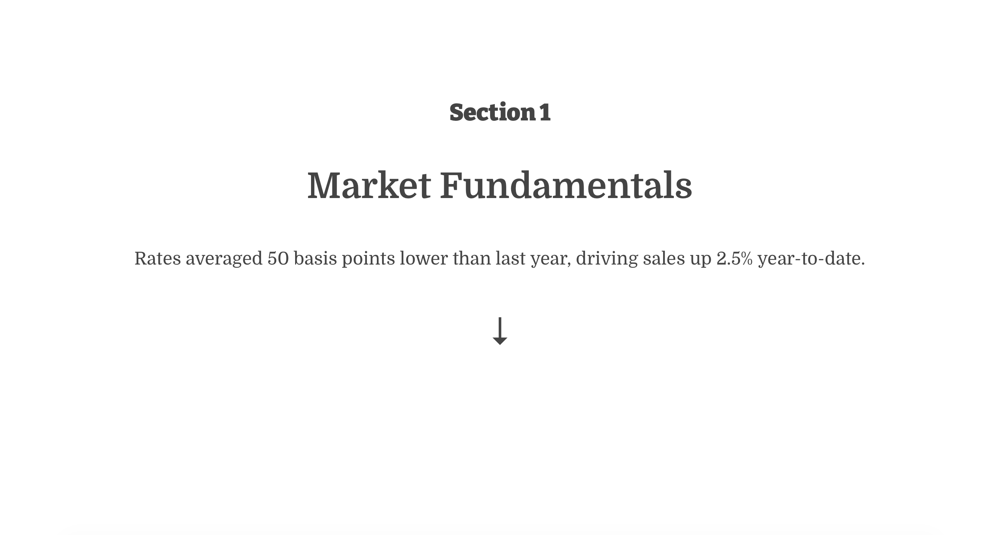 Section 1
Market Fundamentals
Rates averaged 50 basis points lower than last year, driving sales up 2.5% year-to-date.